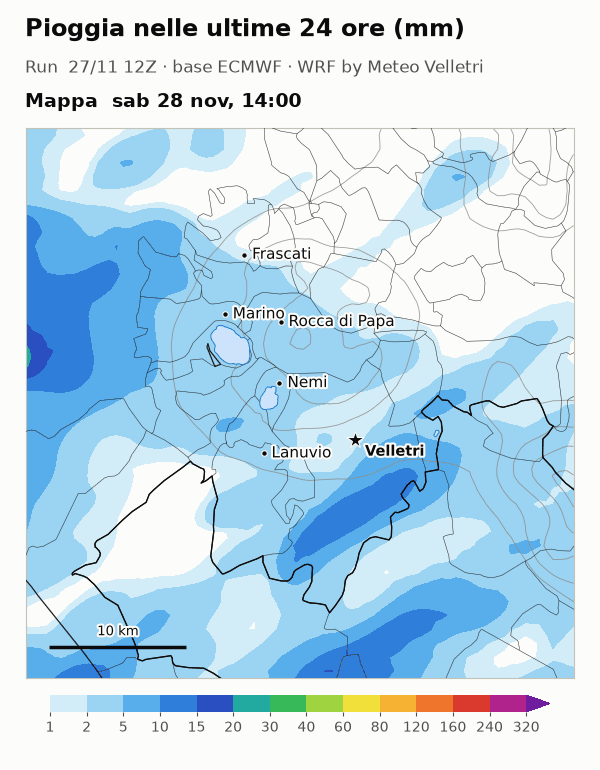 Pioggia nelle ultime 24 ore (mm)
Run  27/11 12Z · base ECMWF · WRF by Meteo Velletri
Mappa  sab 28 nov, 14:00
Frascati
Marino
Rocca di Papa
Nemi
Velletri
Lanuvio
10 km
1 2 5 10 15 20 30 40 60 80 120 160 240 320